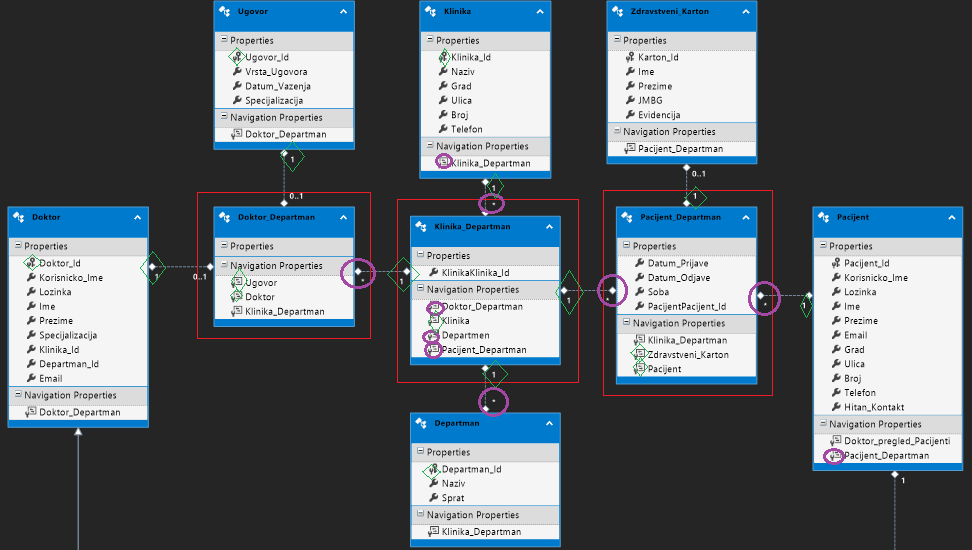 Ugovor
Properties
Ugovor_Id
Vrsta_Ugovora
Datum_Vazenja
Specijalizacija
Navigation Properties
Doktor_Departman
1
0..1
Klinika
Properties
Klinika_Id
Naziv
Grad
Ulica
Broj
Telefon
Navigation Properties
Klinika_Departman
1
*
Zdravstveni_Karton
Properties
Karton_Id
Ime
Prezime
JMBG
Evidencija
Navigation Properties
Pacijent_Departman
0..1
1
Doktor
Properties
Doktor_Id
Korisnicko_Ime
Lozinka
Ime
Prezime
Specijalizacija
Klinika_Id
Departman_Id
Email
Navigation Properties
Doktor_Departman
1
0..1
Doktor_Departman
Properties
Navigation Properties
Ugovor
Doktor
Klinika_Departman
*
1
Klinika_Departman
Properties
KlinikaKlinika_Id
Navigation Properties
Doktor_Departman
Klinika
Departmen
Pacijent_Departman
1
*
1
*
Pacijent_Departman
Properties
Datum_Prijave
Datum_Odjave
Soba
PacijentPacijent_Id
Navigation Properties
Klinika_Departman
Zdravstveni_Karton
Pacijent
*
1
Pacijent
Properties
Pacijent_Id
Korisnicko_Ime
Lozinka
Ime
Prezime
Email
Grad
Ulica
Broj
Telefon
Hitan_Kontakt
Navigation Properties
Doktor_pregled_Pacijenti
Pacijent_Departman
1
Departman
Properties
Departman_Id
Naziv
Sprat
Navigation Properties
Klinika_Departman